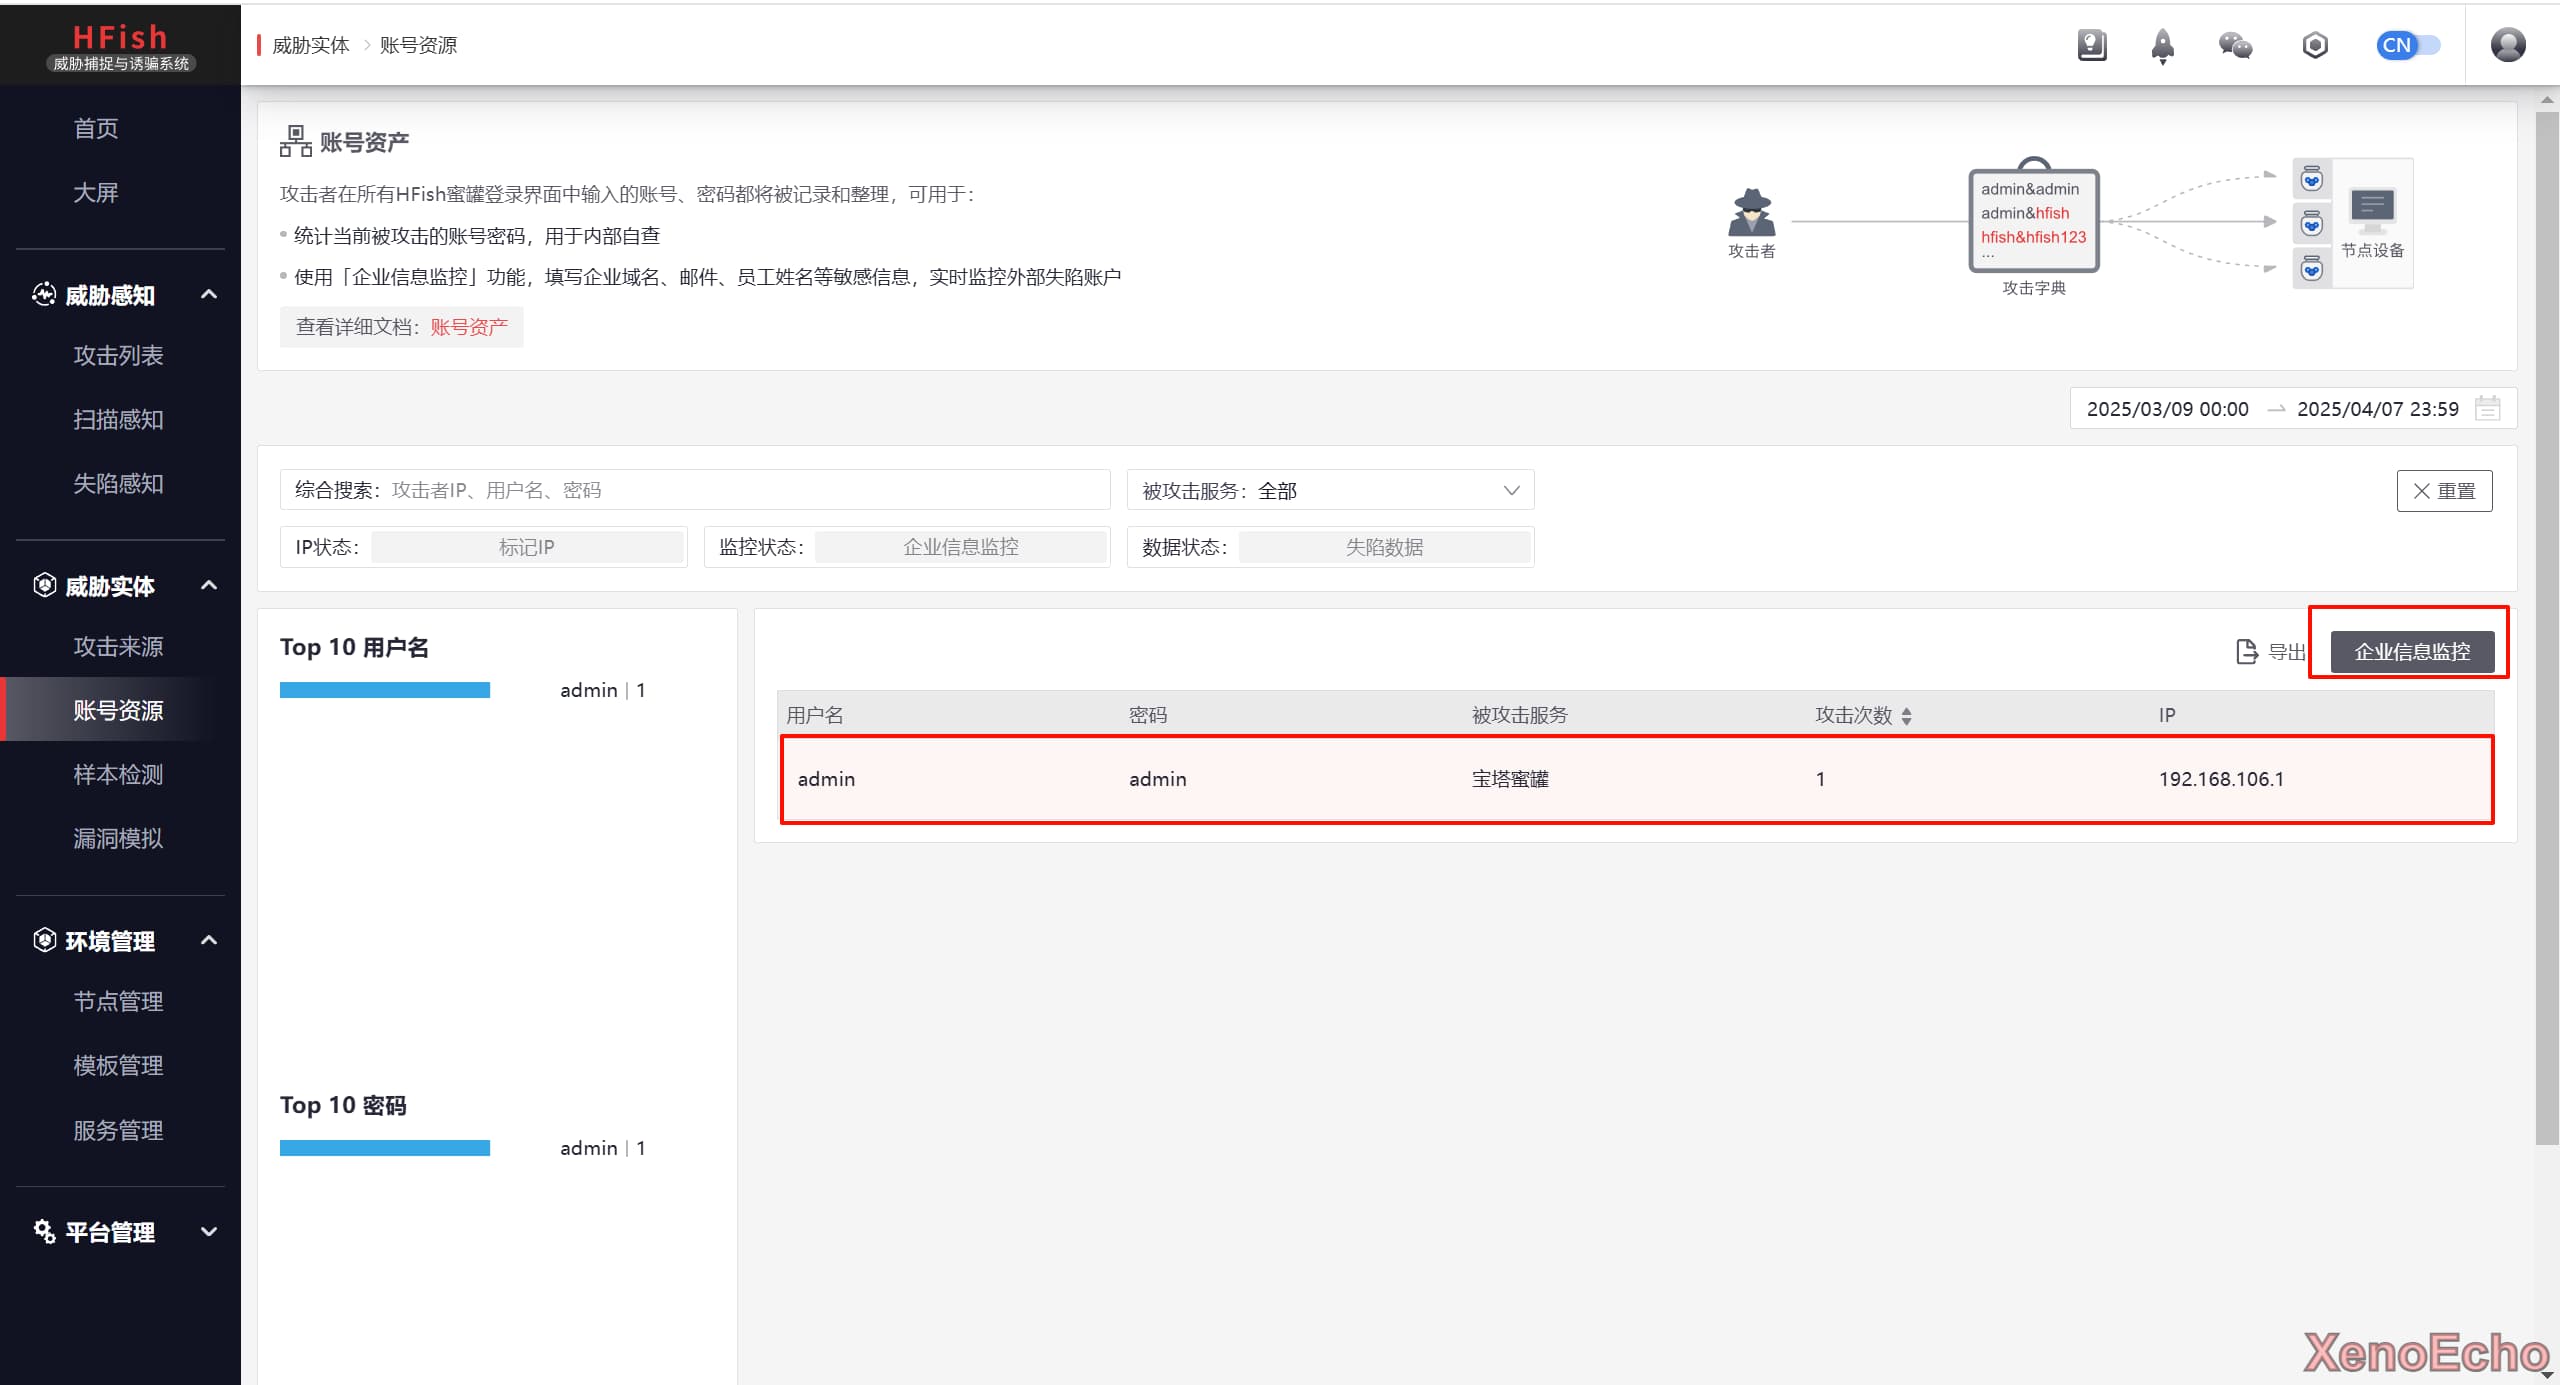 HFish
威胁捕捉与诱骗系统
威胁实体 > 账号资源
CN
首页
大屏
威胁感知
攻击列表
扫描感知
失陷感知
威胁实体
攻击来源
账号资源
样本检测
漏洞模拟
环境管理
节点管理
模板管理
服务管理
平台管理
账号资产
攻击者在所有HFish蜜罐登录界面中输入的账号、密码都将被记录和整理，可用于：
统计当前被攻击的账号密码，用于内部自查
使用「企业信息监控」功能，填写企业域名、邮件、员工姓名等敏感信息，实时监控外部失陷账户
查看详细文档：账号资产
攻击者
admin&admin
admin&hfish
hfish&hfish123
...
攻击字典
节点设备
2025/03/09 00:00 → 2025/04/07 23:59
综合搜索：攻击者IP、用户名、密码
被攻击服务：全部
重置
IP状态：标记IP
监控状态：企业信息监控
数据状态：失陷数据
Top 10 用户名
admin | 1
Top 10 密码
admin | 1
导出 企业信息监控
用户名 密码 被攻击服务 攻击次数 IP
admin admin 宝塔蜜罐 1 192.168.106.1
XenoEcho